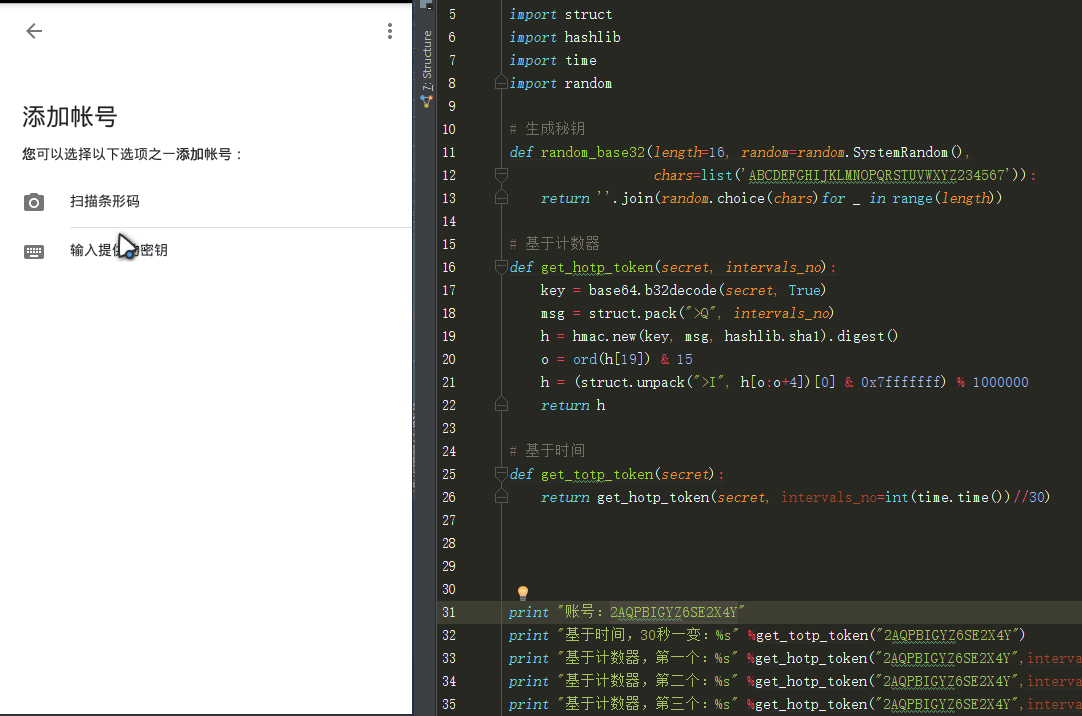 添加帐号
您可以选择以下选项之一添加帐号：
扫描条形码
输入提供的密钥
7: Structure
5 import struct
6 import hashlib
7 import time
8 import random
9
10 # 生成秘钥
11 def random_base32(length=16, random=random.SystemRandom(),
12 chars=list('ABCDEFGHIJKLMNOPQRSTUVWXYZ234567')):
13 return ''.join(random.choice(chars)for _ in range(length))
14
15 # 基于计数器
16 def get_hotp_token(secret, intervals_no):
17 key = base64.b32decode(secret, True)
18 msg = struct.pack(">Q", intervals_no)
19 h = hmac.new(key, msg, hashlib.sha1).digest()
20 o = ord(h[19]) & 15
21 h = (struct.unpack(">I", h[o:o+4])[0] & 0x7fffffff) % 1000000
22 return h
23
24 # 基于时间
25 def get_totp_token(secret):
26 return get_hotp_token(secret, intervals_no=int(time.time())//30)
27
28
29
30
31 print "账号：2AQPBIGYZ6SE2X4Y"
32 print "基于时间，30秒一变：%s" %get_totp_token("2AQPBIGYZ6SE2X4Y")
33 print "基于计数器，第一个：%s" %get_hotp_token("2AQPBIGYZ6SE2X4Y",interva
34 print "基于计数器，第二个：%s" %get_hotp_token("2AQPBIGYZ6SE2X4Y",interva
35 print "基于计数器，第三个：%s" %get_hotp_token("2AQPBIGYZ6SE2X4Y",interva